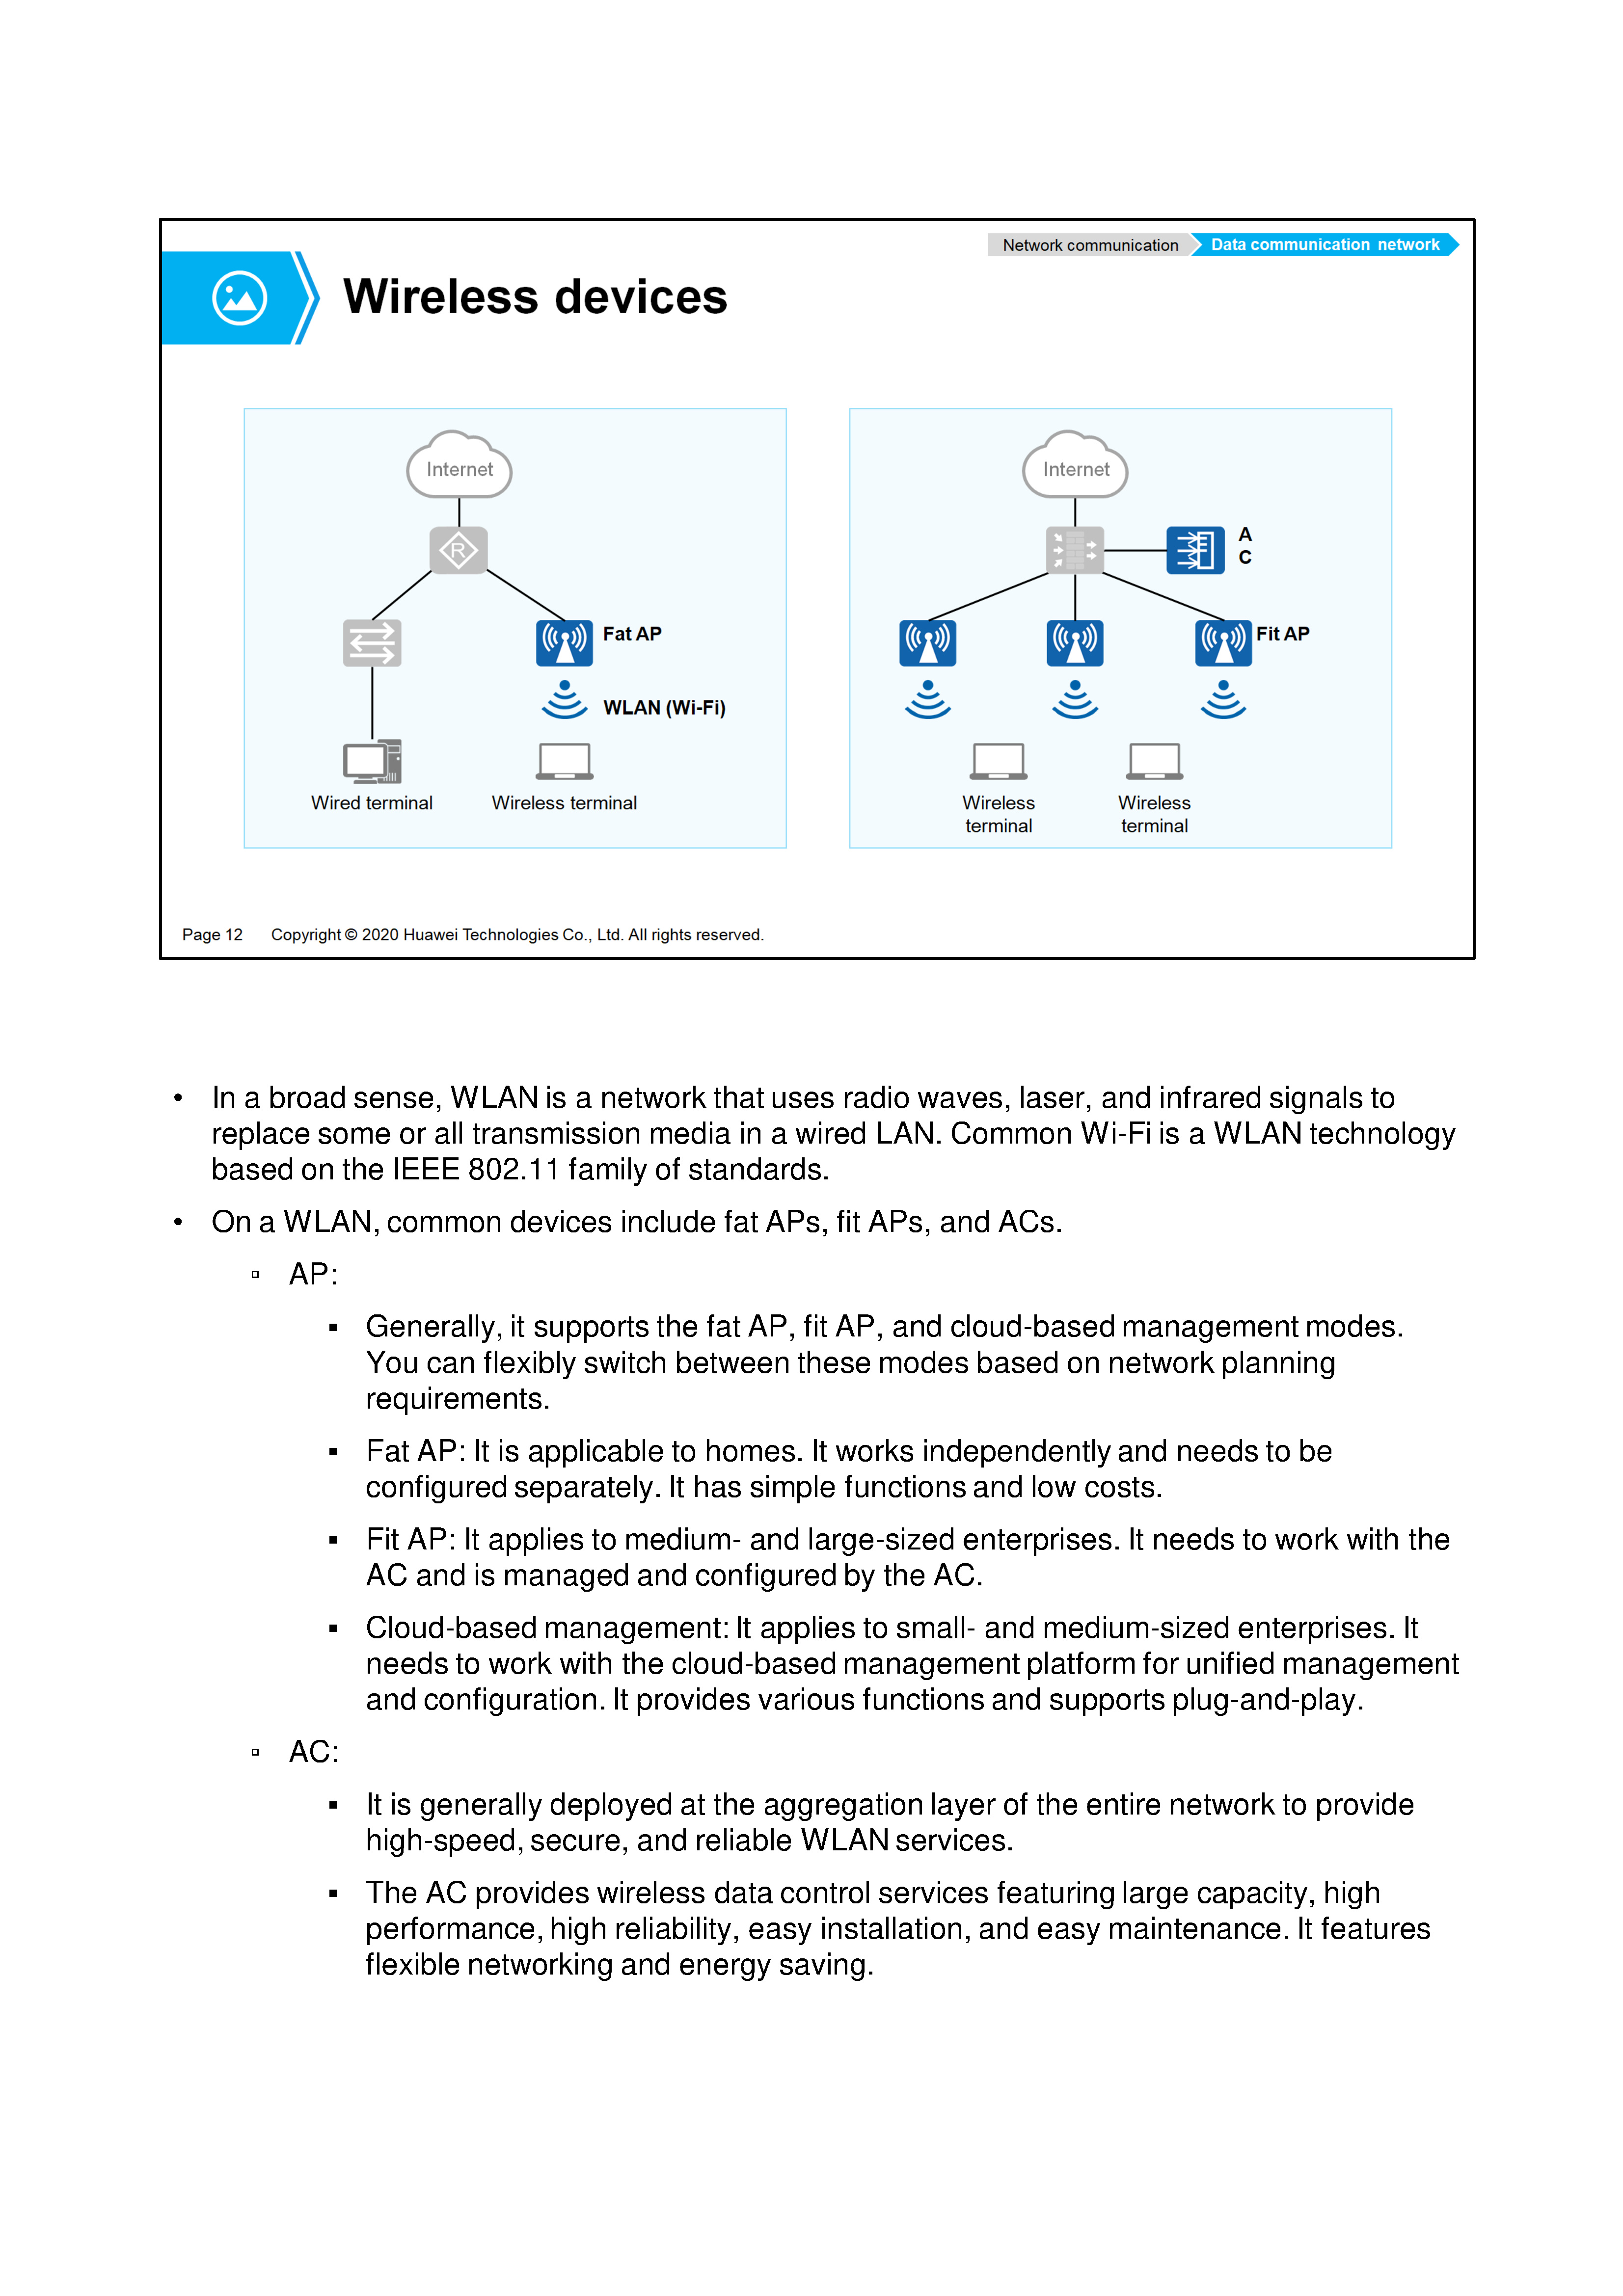 Network communication
Data communication network
Wireless devices
Internet
R
Fat AP
WLAN (Wi-Fi)
Wired terminal
Wireless terminal
Internet
A
C
Fit AP
Wireless
terminal
Wireless
terminal
Page 12 Copyright © 2020 Huawei Technologies Co., Ltd. All rights reserved.
• In a broad sense, WLAN is a network that uses radio waves, laser, and infrared signals to
replace some or all transmission media in a wired LAN. Common Wi-Fi is a WLAN technology
based on the IEEE 802.11 family of standards.
• On a WLAN, common devices include fat APs, fit APs, and ACs.
▫ AP:
▪ Generally, it supports the fat AP, fit AP, and cloud-based management modes.
You can flexibly switch between these modes based on network planning
requirements.
▪ Fat AP: It is applicable to homes. It works independently and needs to be
configured separately. It has simple functions and low costs.
▪ Fit AP: It applies to medium- and large-sized enterprises. It needs to work with the
AC and is managed and configured by the AC.
▪ Cloud-based management: It applies to small- and medium-sized enterprises. It
needs to work with the cloud-based management platform for unified management
and configuration. It provides various functions and supports plug-and-play.
▫ AC:
▪ It is generally deployed at the aggregation layer of the entire network to provide
high-speed, secure, and reliable WLAN services.
▪ The AC provides wireless data control services featuring large capacity, high
performance, high reliability, easy installation, and easy maintenance. It features
flexible networking and energy saving.